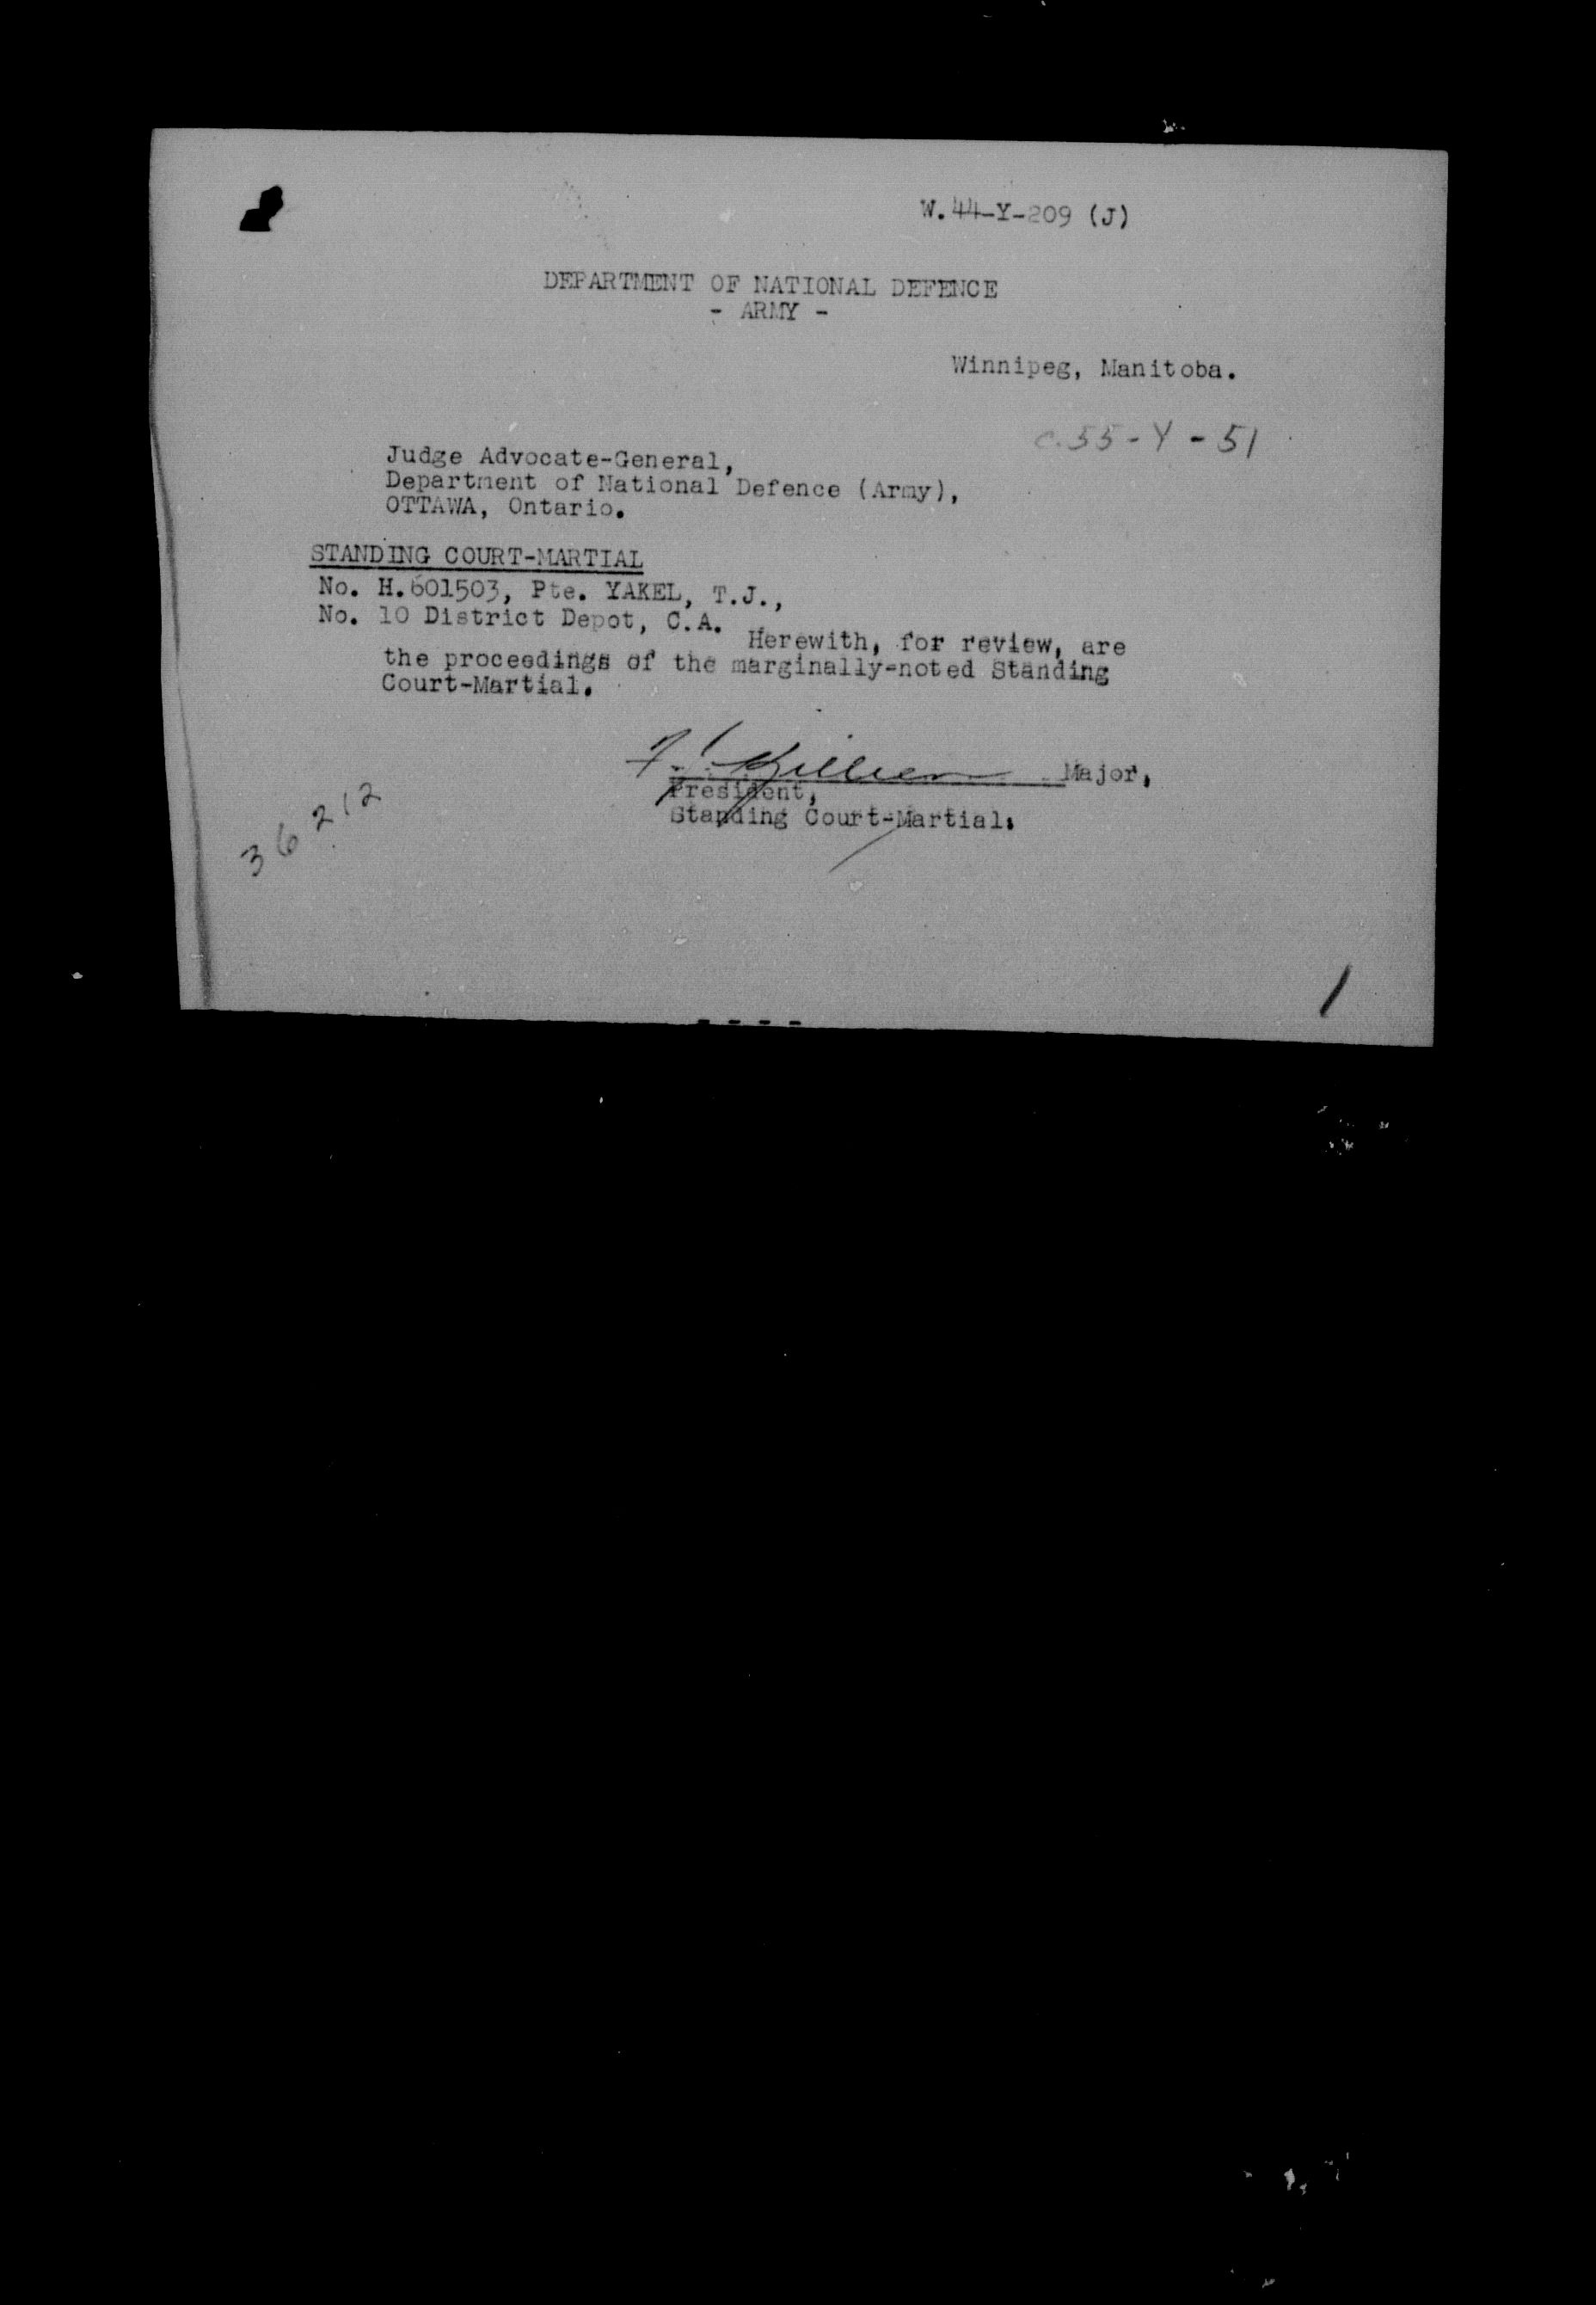 W.44-Y-209 (J)
DEPARTMENT OF NATIONAL DEFENCE
- ARMY -
Winnipeg, Manitoba.
c.55-Y-51
Judge Advocate-General,
Department of National Defence (Army),
OTTAWA, Ontario.
STANDING COURT-MARTIAL
No. H.601503, Pte. YAKEL, T.J.,
No. 10 District Depot, C.A.
Herewith, for review, are
the proceedings of the marginally-noted Standing
Court-Martial.
Major,
President,
Standing Court-Martial.
36212
1